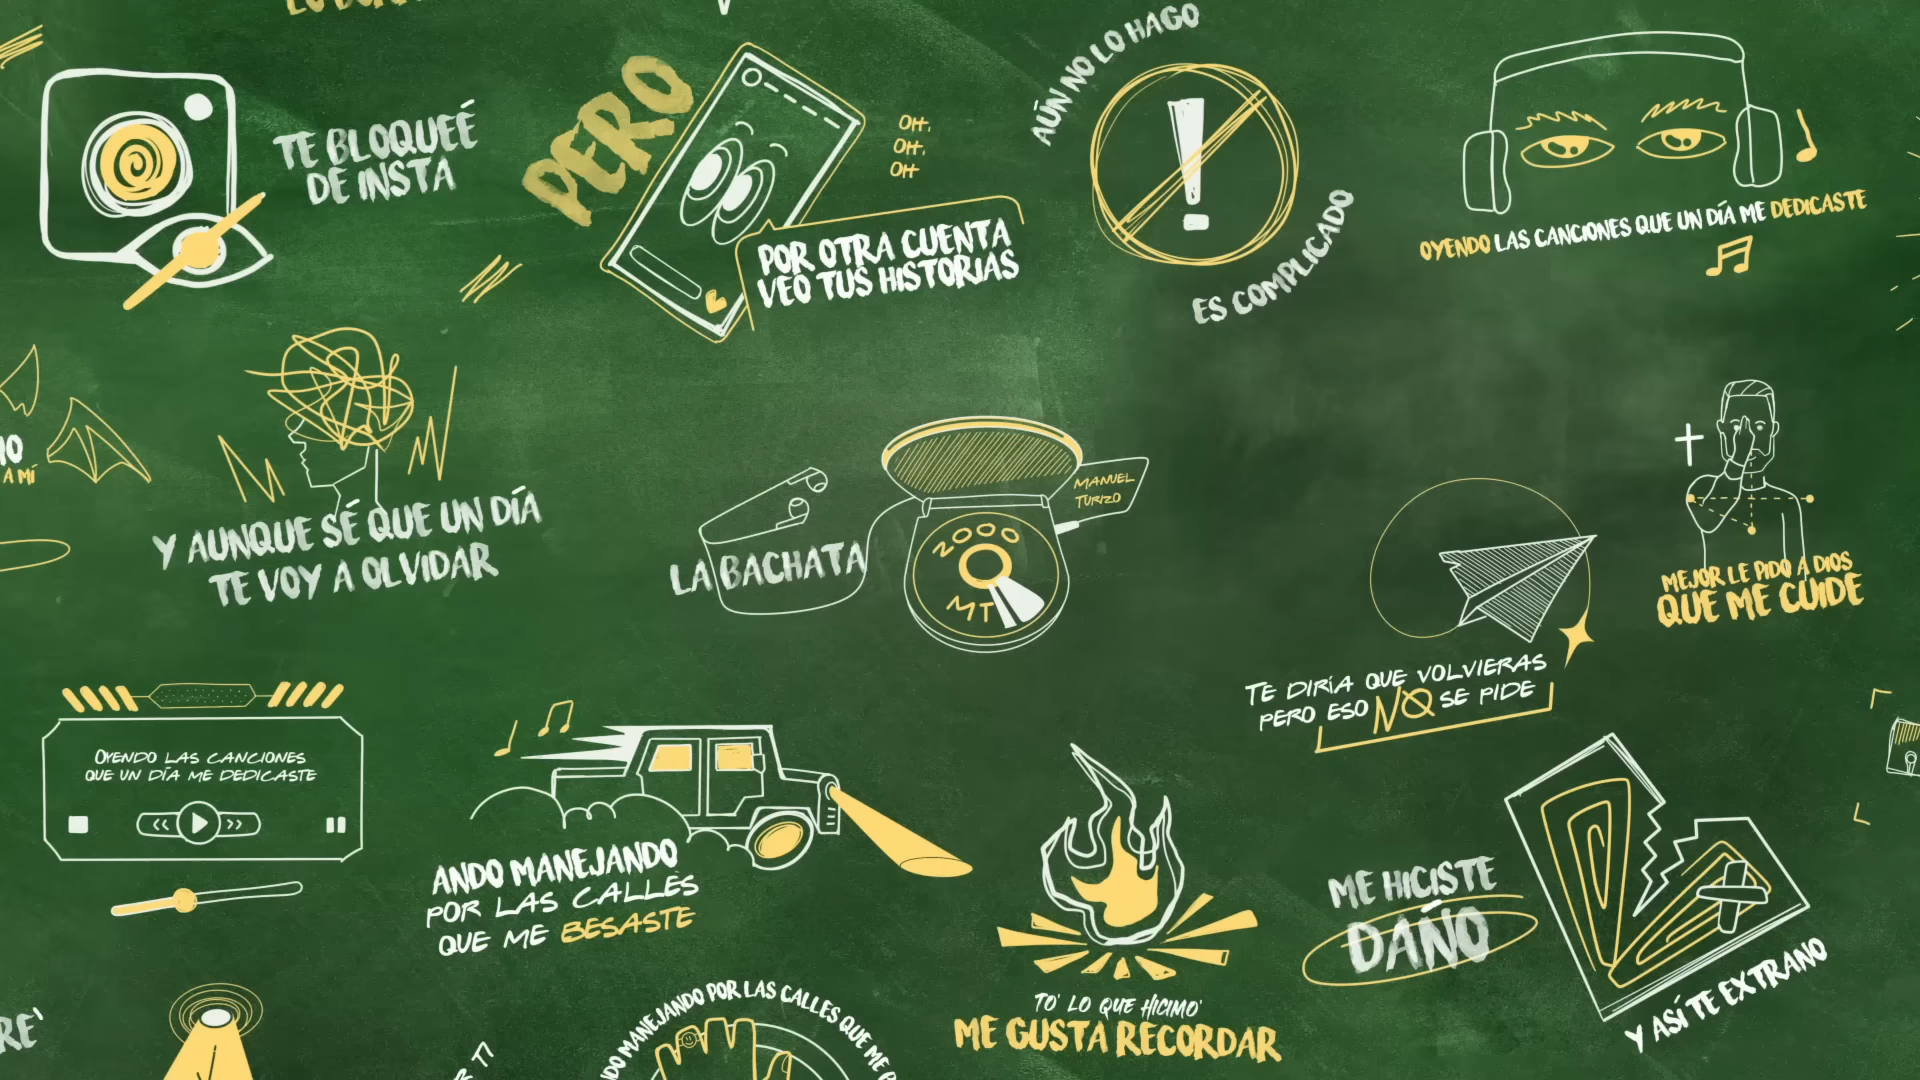 TE BLOQUEÉ
DE INSTA
PERO
OH,
OH,
OH
POR OTRA CUENTA
VEO TUS HISTORIAS
AÚN NO LO HAGO
ES COMPLICADO
OYENDO LAS CANCIONES QUE UN DÍA ME DEDICASTE
A MÍ
Y AUNQUE SÉ QUE UN DÍA
TE VOY A OLVIDAR
LA BACHATA
2000
MT
MANUEL
TURIZO
MEJOR LE PIDO A DIOS
QUE ME CUIDE
TE DIRÍA QUE VOLVIERAS
PERO ESO NO SE PIDE
OYENDO LAS CANCIONES
QUE UN DÍA ME DEDICASTE
ANDO MANEJANDO
POR LAS CALLES
QUE ME BESASTE
TO' LO QUE HICIMO'
ME GUSTA RECORDAR
ME HICISTE
DAÑO
Y ASÍ TE EXTRANO
MANEJANDO POR LAS CALLES QUE ME